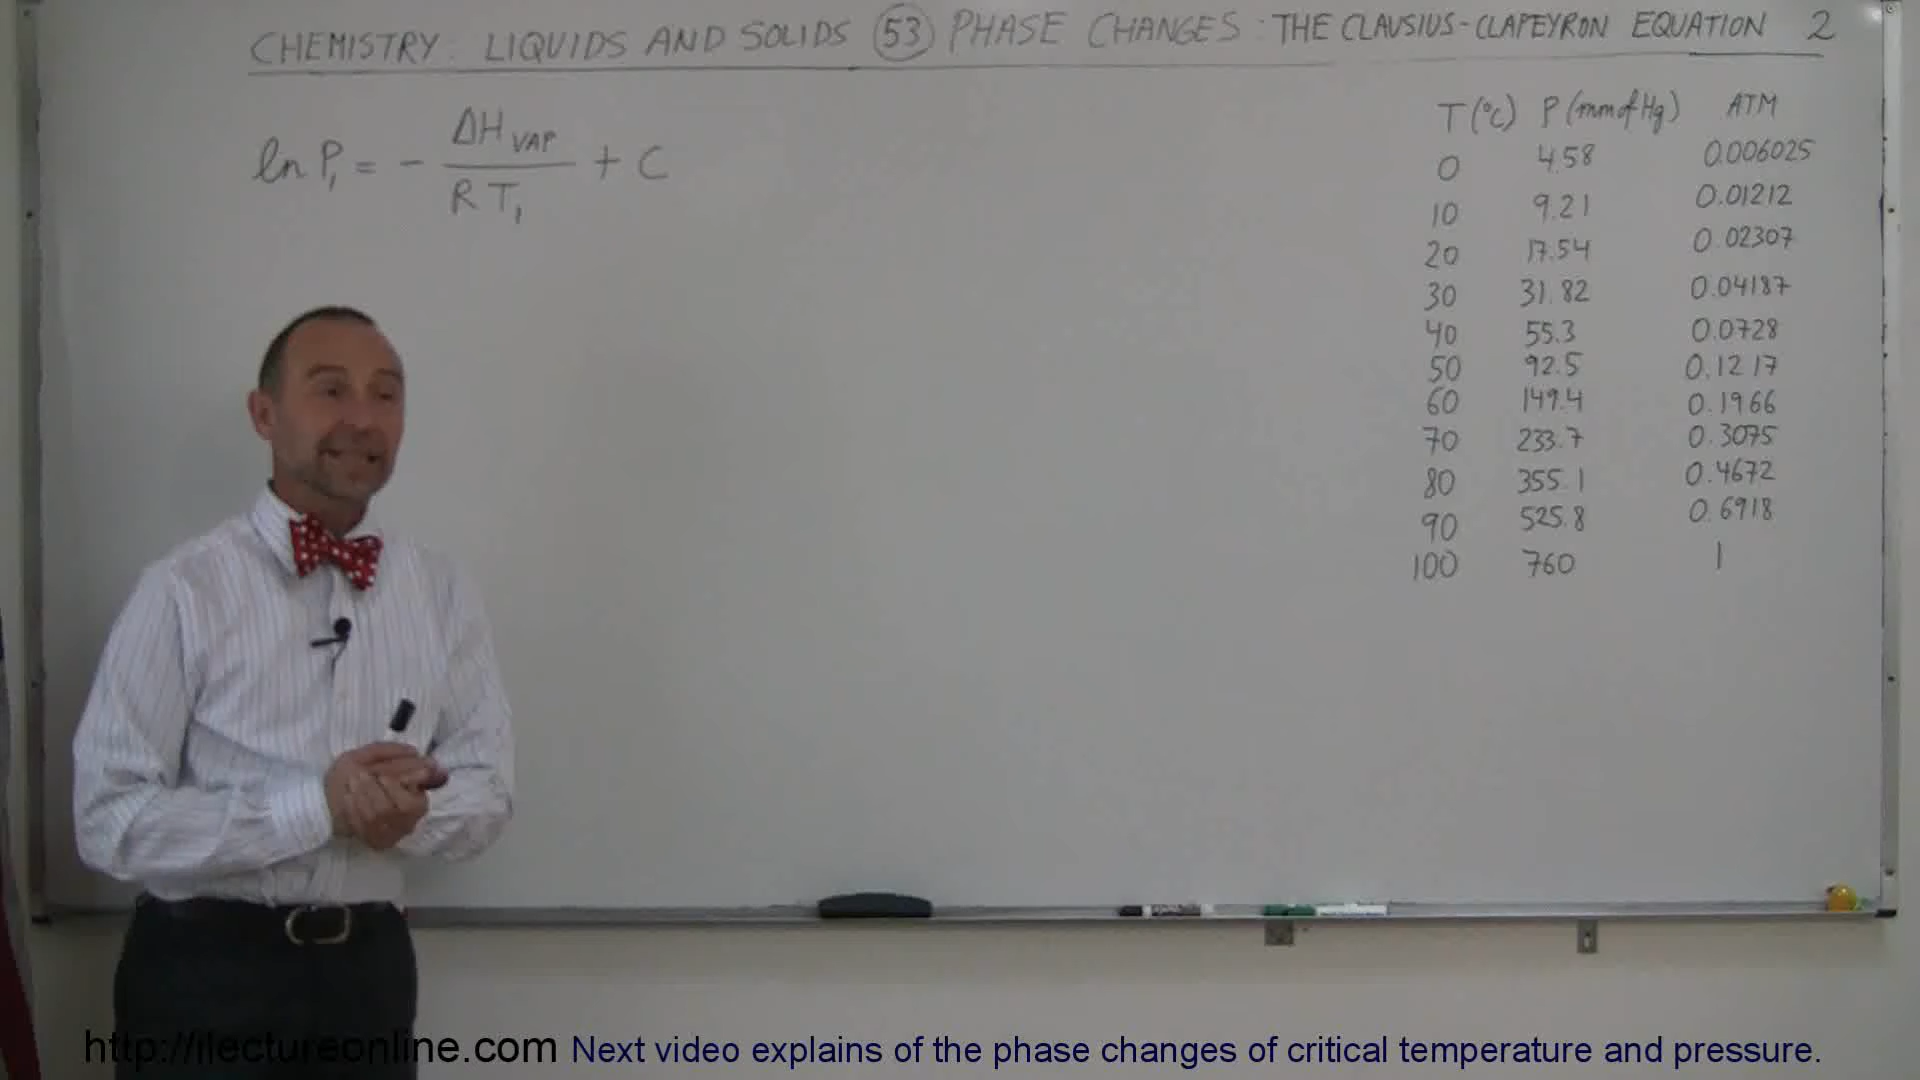 CHEMISTRY: LIQUIDS AND SOLIDS 53 PHASE CHANGES: THE CLAUSIUS-CLAPEYRON EQUATION 2
ln P₁ = - ΔH VAP / R T₁ + C
T (°C) P (mm of Hg) ATM
0 4.58 0.006025
10 9.21 0.01212
20 17.54 0.02307
30 31.82 0.04187
40 55.3 0.0728
50 92.5 0.1217
60 149.4 0.1966
70 233.7 0.3075
80 355.1 0.4672
90 525.8 0.6918
100 760 1
http://ilectureonline.com Next video explains of the phase changes of critical temperature and pressure.